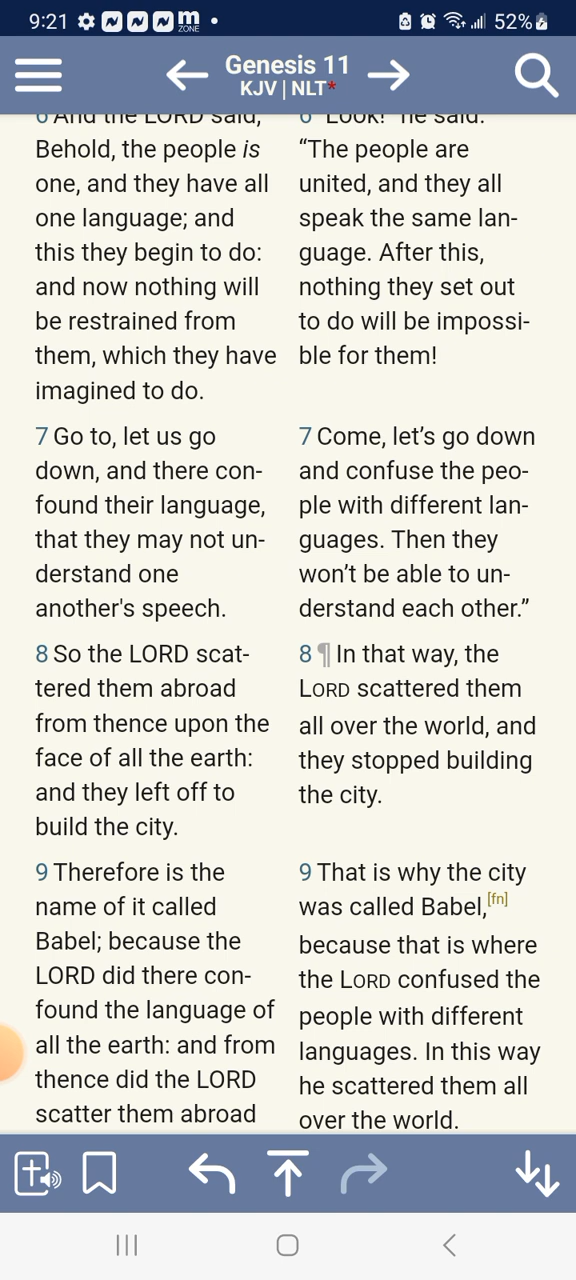 9:21
m
ZONE
52%
Genesis 11
KJV | NLT*
6 And the LORD said,
Behold, the people is
one, and they have all
one language; and
this they begin to do:
and now nothing will
be restrained from
them, which they have
imagined to do.
7 Go to, let us go
down, and there con-
found their language,
that they may not un-
derstand one
another's speech.
8 So the LORD scat-
tered them abroad
from thence upon the
face of all the earth:
and they left off to
build the city.
9 Therefore is the
name of it called
Babel; because the
LORD did there con-
found the language of
all the earth: and from
thence did the LORD
scatter them abroad
6 “Look!” he said.
“The people are
united, and they all
speak the same lan-
guage. After this,
nothing they set out
to do will be impossi-
ble for them!
7 Come, let’s go down
and confuse the peo-
ple with different lan-
guages. Then they
won’t be able to un-
derstand each other.”
8 ¶ In that way, the
LORD scattered them
all over the world, and
they stopped building
the city.
9 That is why the city
was called Babel,[fn]
because that is where
the LORD confused the
people with different
languages. In this way
he scattered them all
over the world.